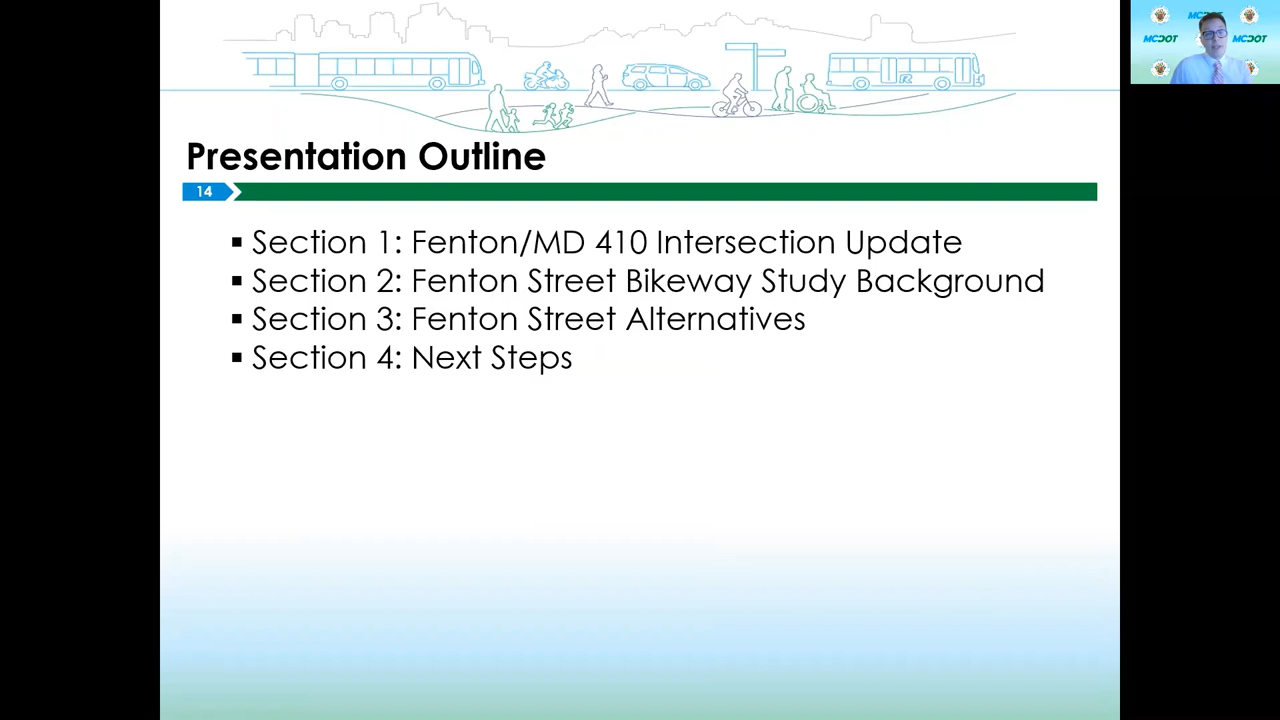 MCDOT
MCDOT
MCDOT
Presentation Outline
14
▪ Section 1: Fenton/MD 410 Intersection Update
▪ Section 2: Fenton Street Bikeway Study Background
▪ Section 3: Fenton Street Alternatives
▪ Section 4: Next Steps